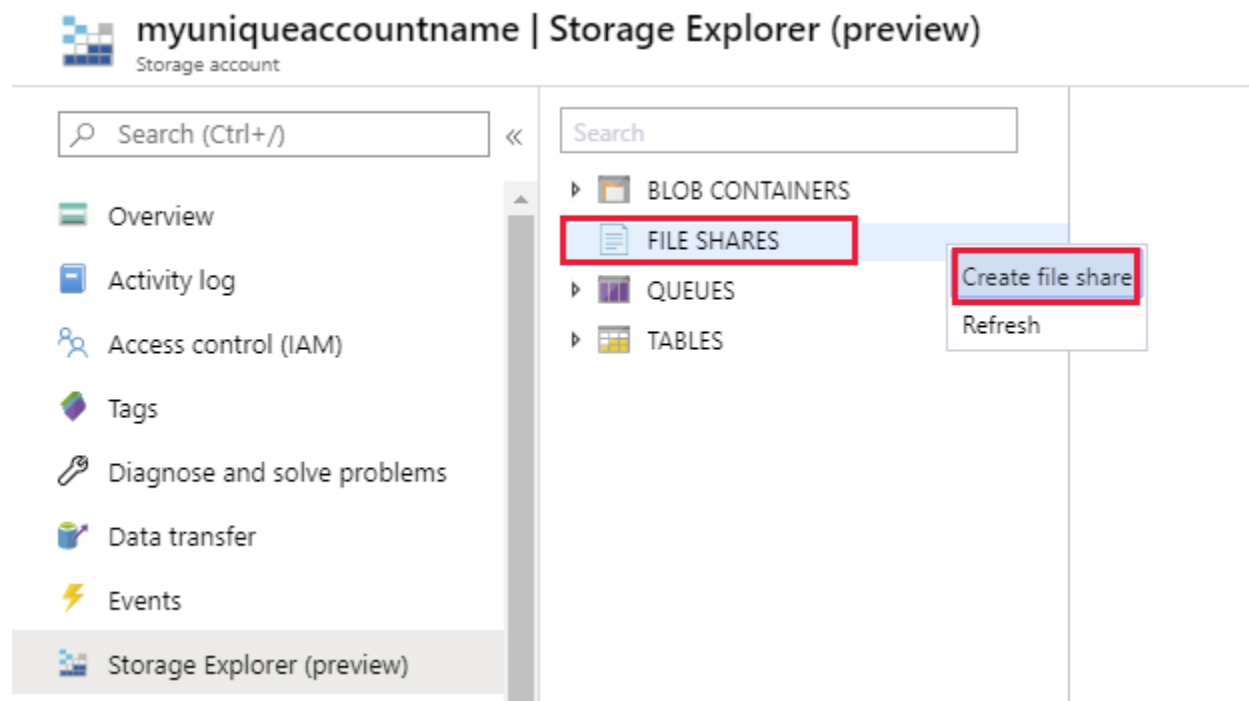 myuniqueaccountname | Storage Explorer (preview)
Storage account
Search (Ctrl+/)
«
Overview
Activity log
Access control (IAM)
Tags
Diagnose and solve problems
Data transfer
Events
Storage Explorer (preview)
Search
BLOB CONTAINERS
FILE SHARES
QUEUES
TABLES
Create file share
Refresh